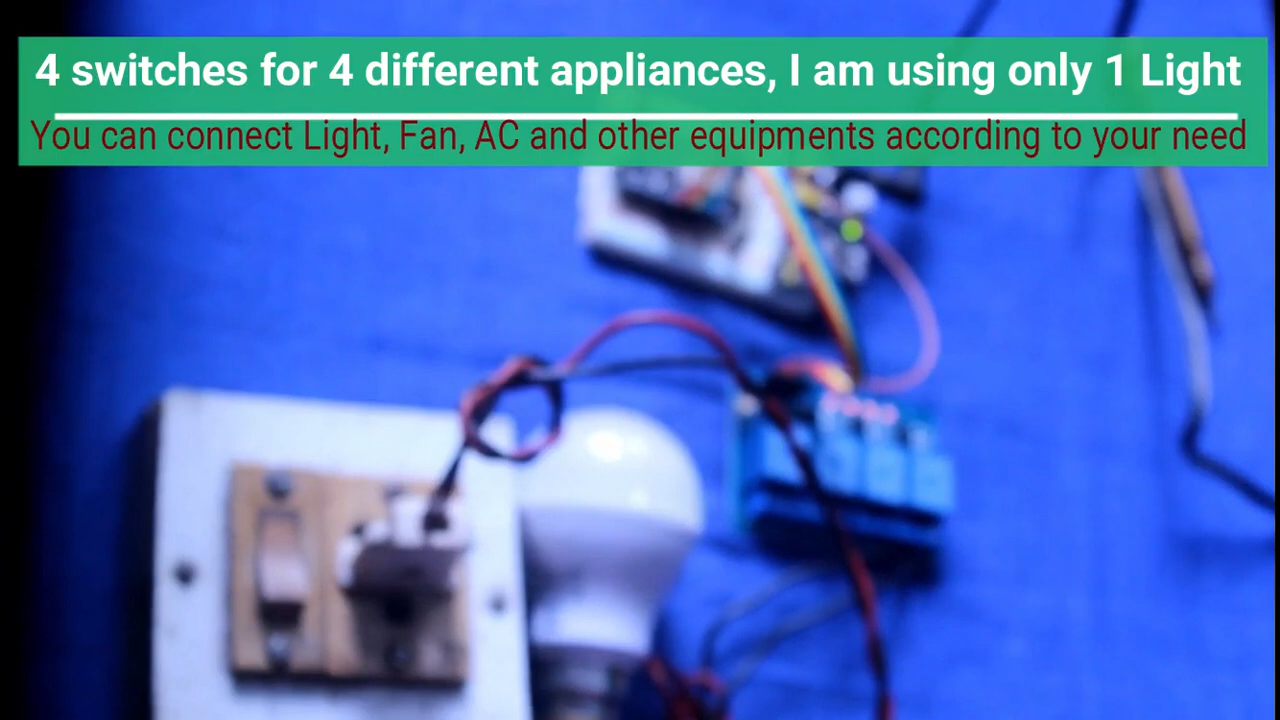 4 switches for 4 different appliances, I am using only 1 Light
You can connect Light, Fan, AC and other equipments according to your need